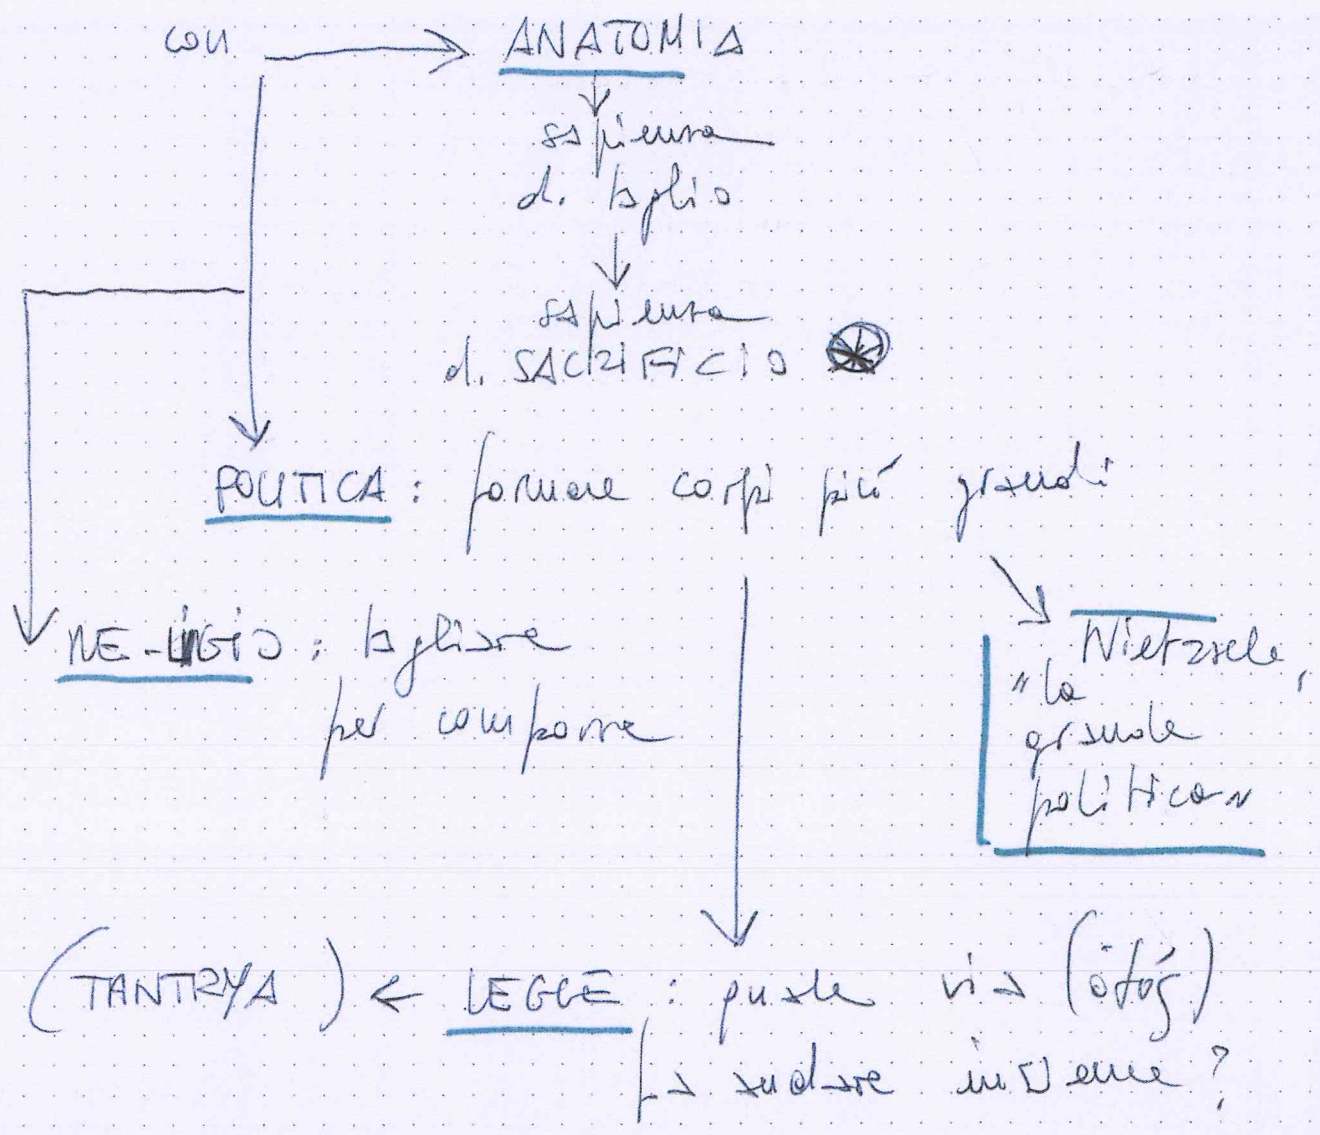 con
ANATOMIA
sapienza
d. taglio
sapienza
d. SACRIFICIO
POLITICA : formare corpi più grandi
RE-LIGIO : tagliare
per comporre
Nietzsche,
"la
grande
politica"
(TANTRYA) ← LEGGE : quale via (ὁδός)
fa andare insieme ?